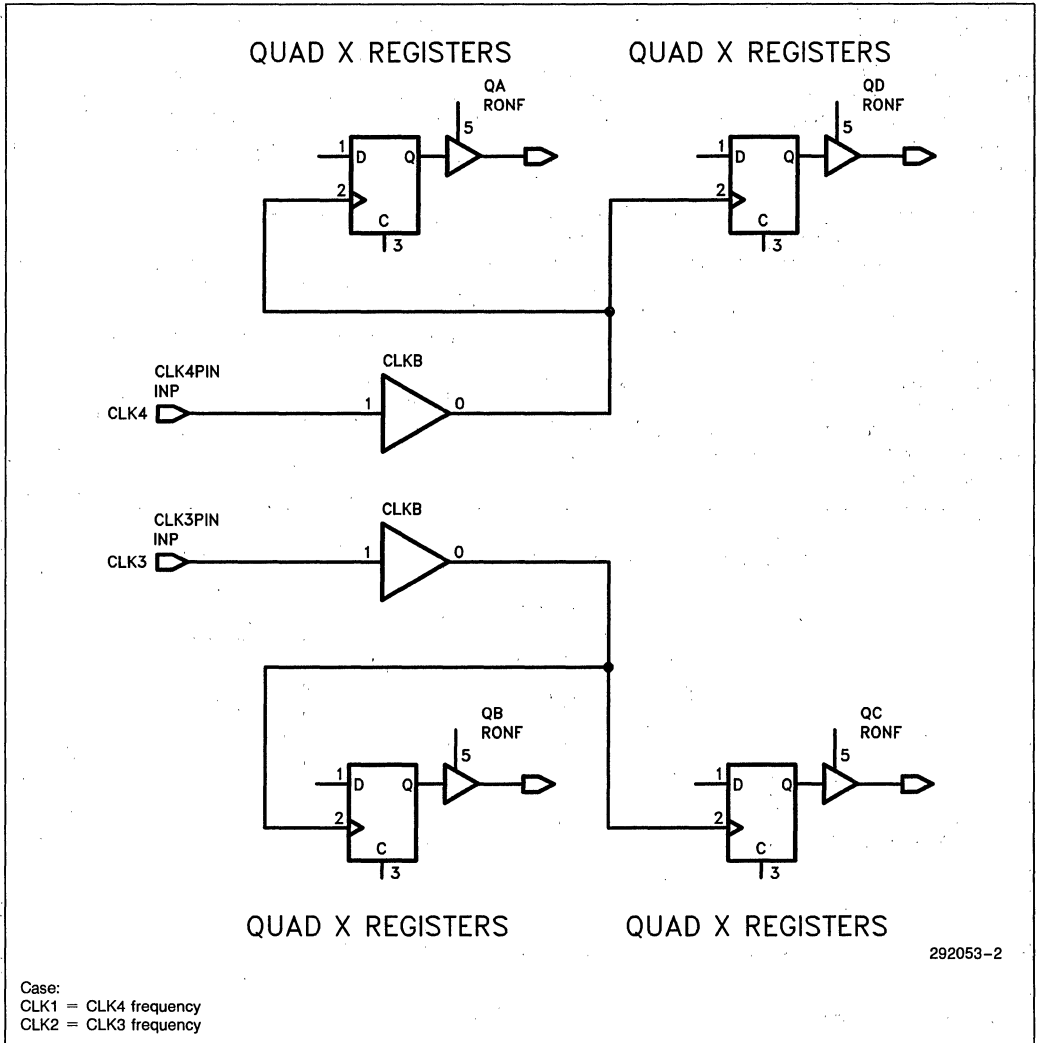 QUAD X REGISTERS
QUAD X REGISTERS
QA
RONF
5
1
D
Q
2
C
3
QD
RONF
5
1
D
Q
2
C
3
CLK4PIN
INP
CLK4
CLKB
1
0
CLK3PIN
INP
CLK3
CLKB
1
0
QB
RONF
5
1
D
Q
2
C
3
QC
RONF
5
1
D
Q
2
C
3
QUAD X REGISTERS
QUAD X REGISTERS
292053-2
Case:
CLK1 = CLK4 frequency
CLK2 = CLK3 frequency